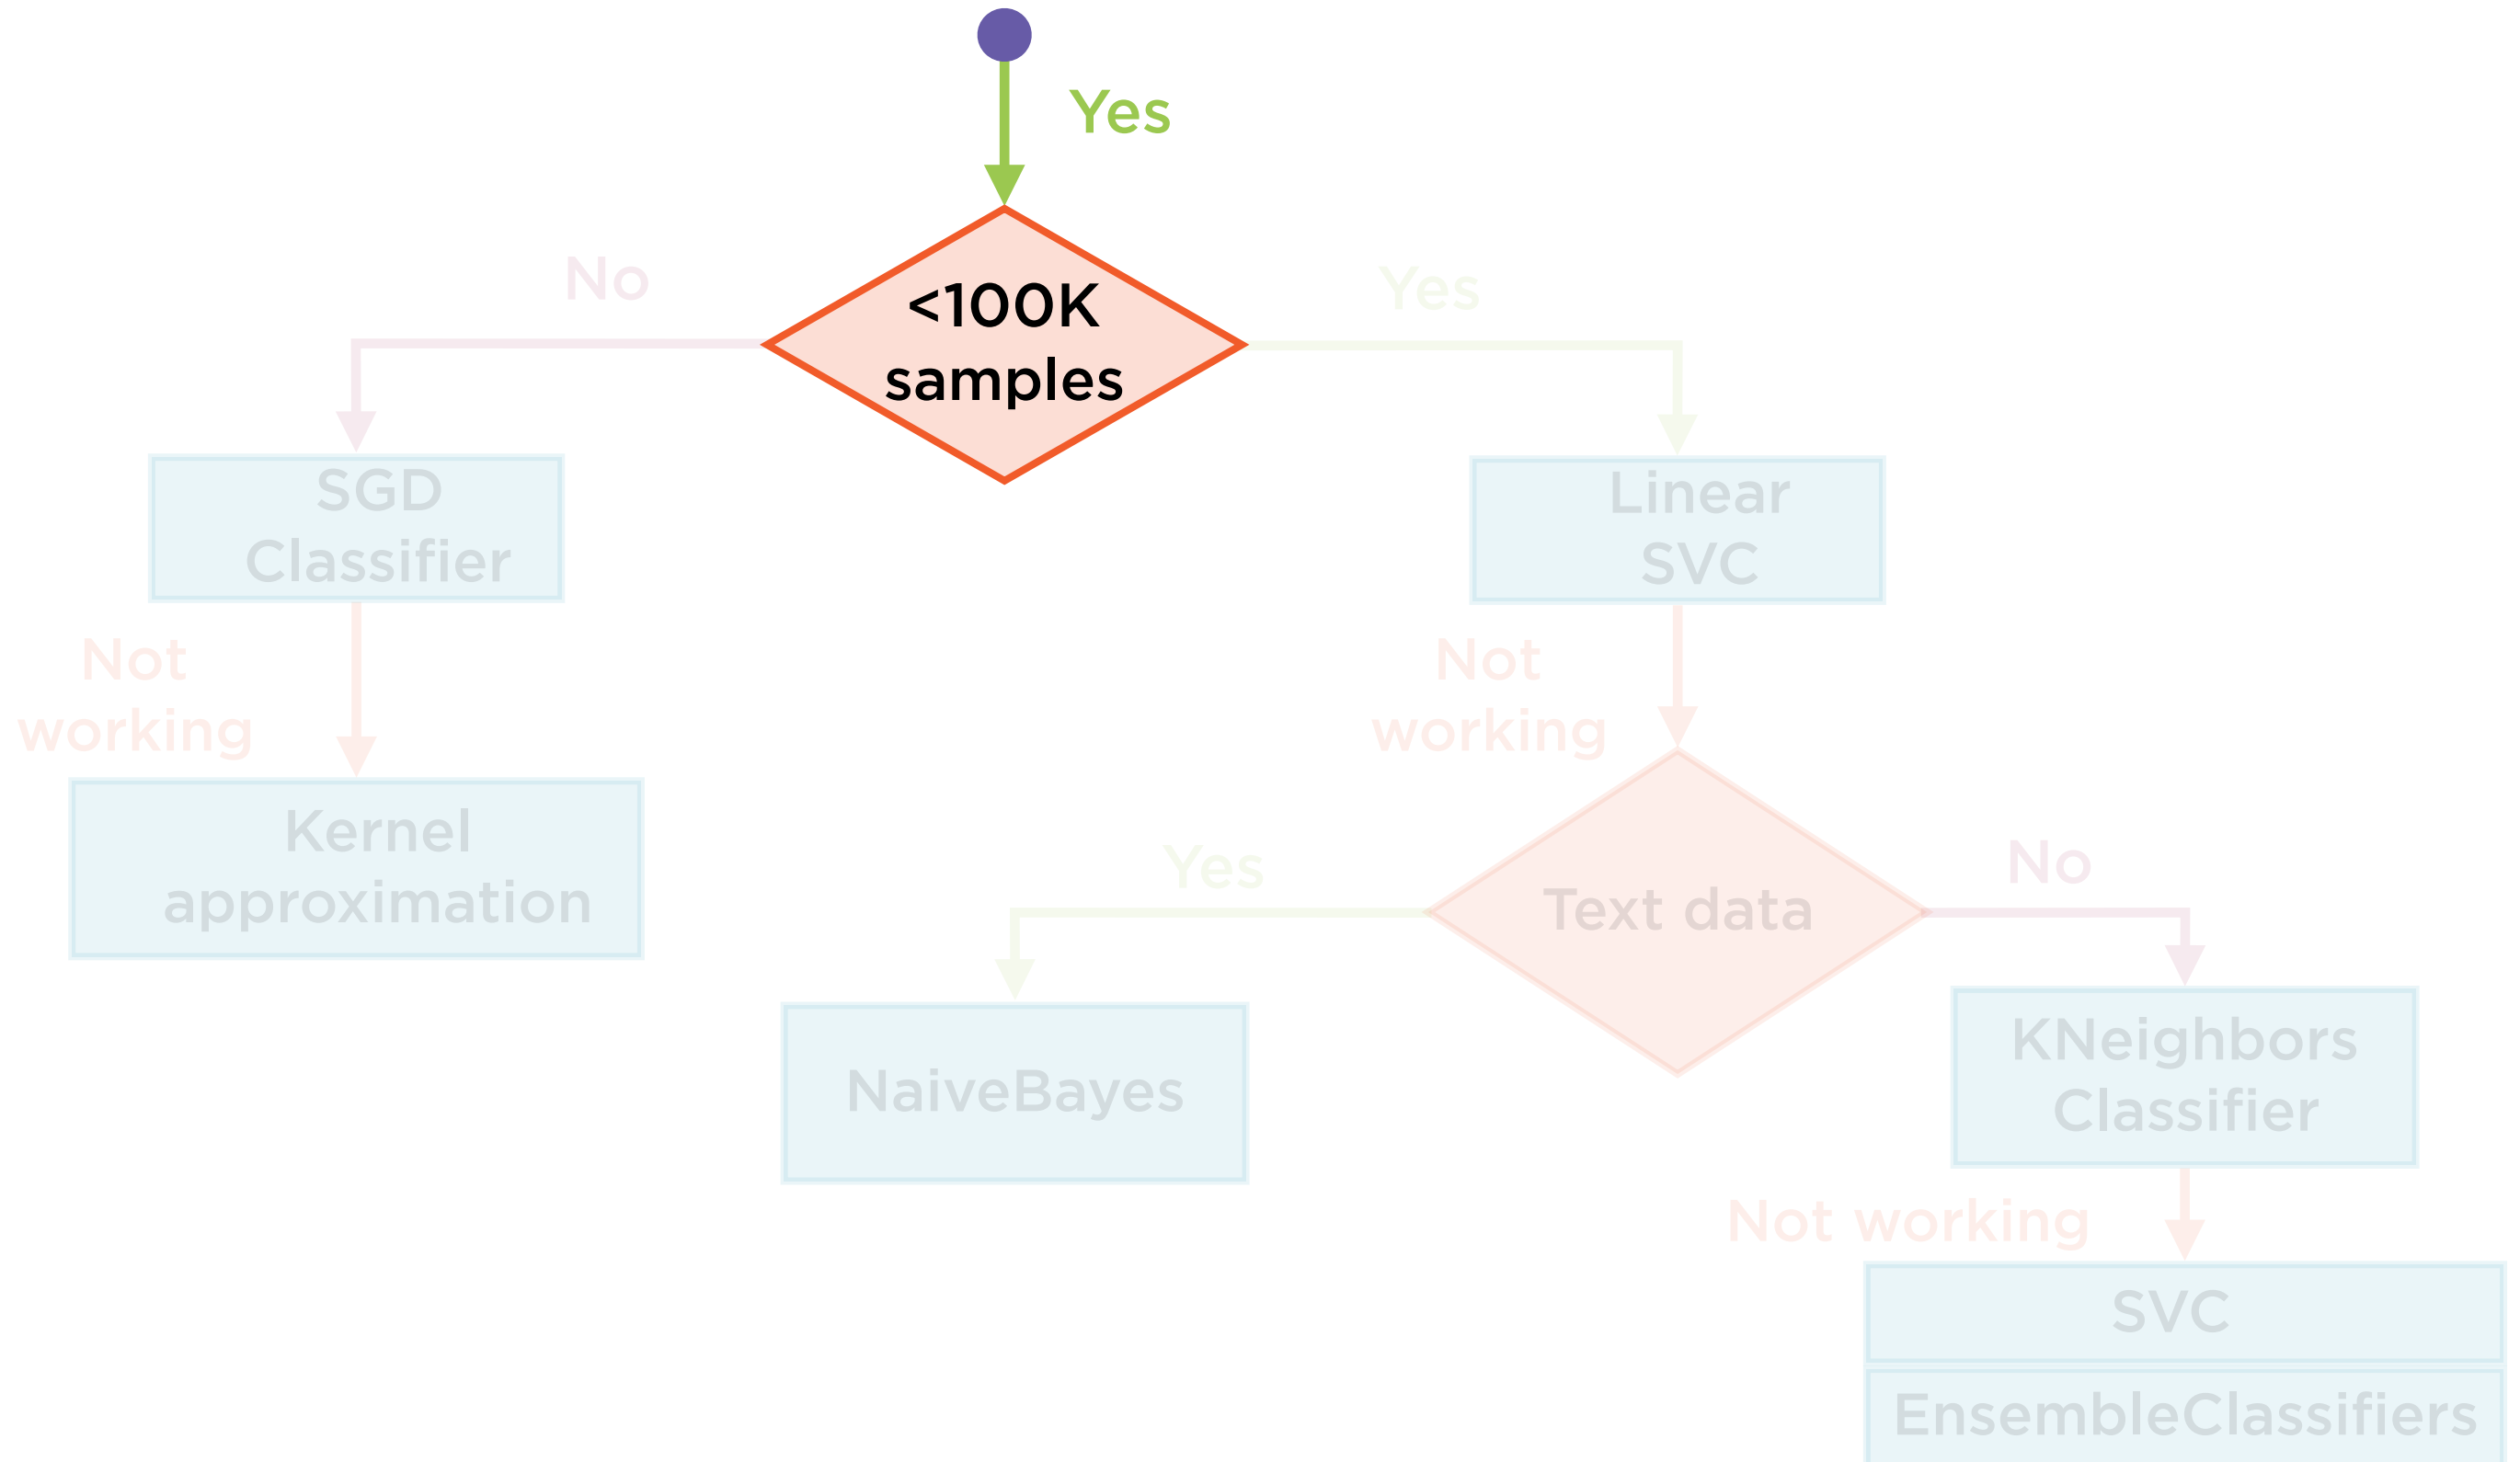 Yes
No
Yes
<100K
samples
SGD
Classifier
Linear
SVC
Not
working
Not
working
Kernel
approximation
Yes
Text data
No
NaiveBayes
KNeighbors
Classifier
Not working
SVC
EnsembleClassifiers